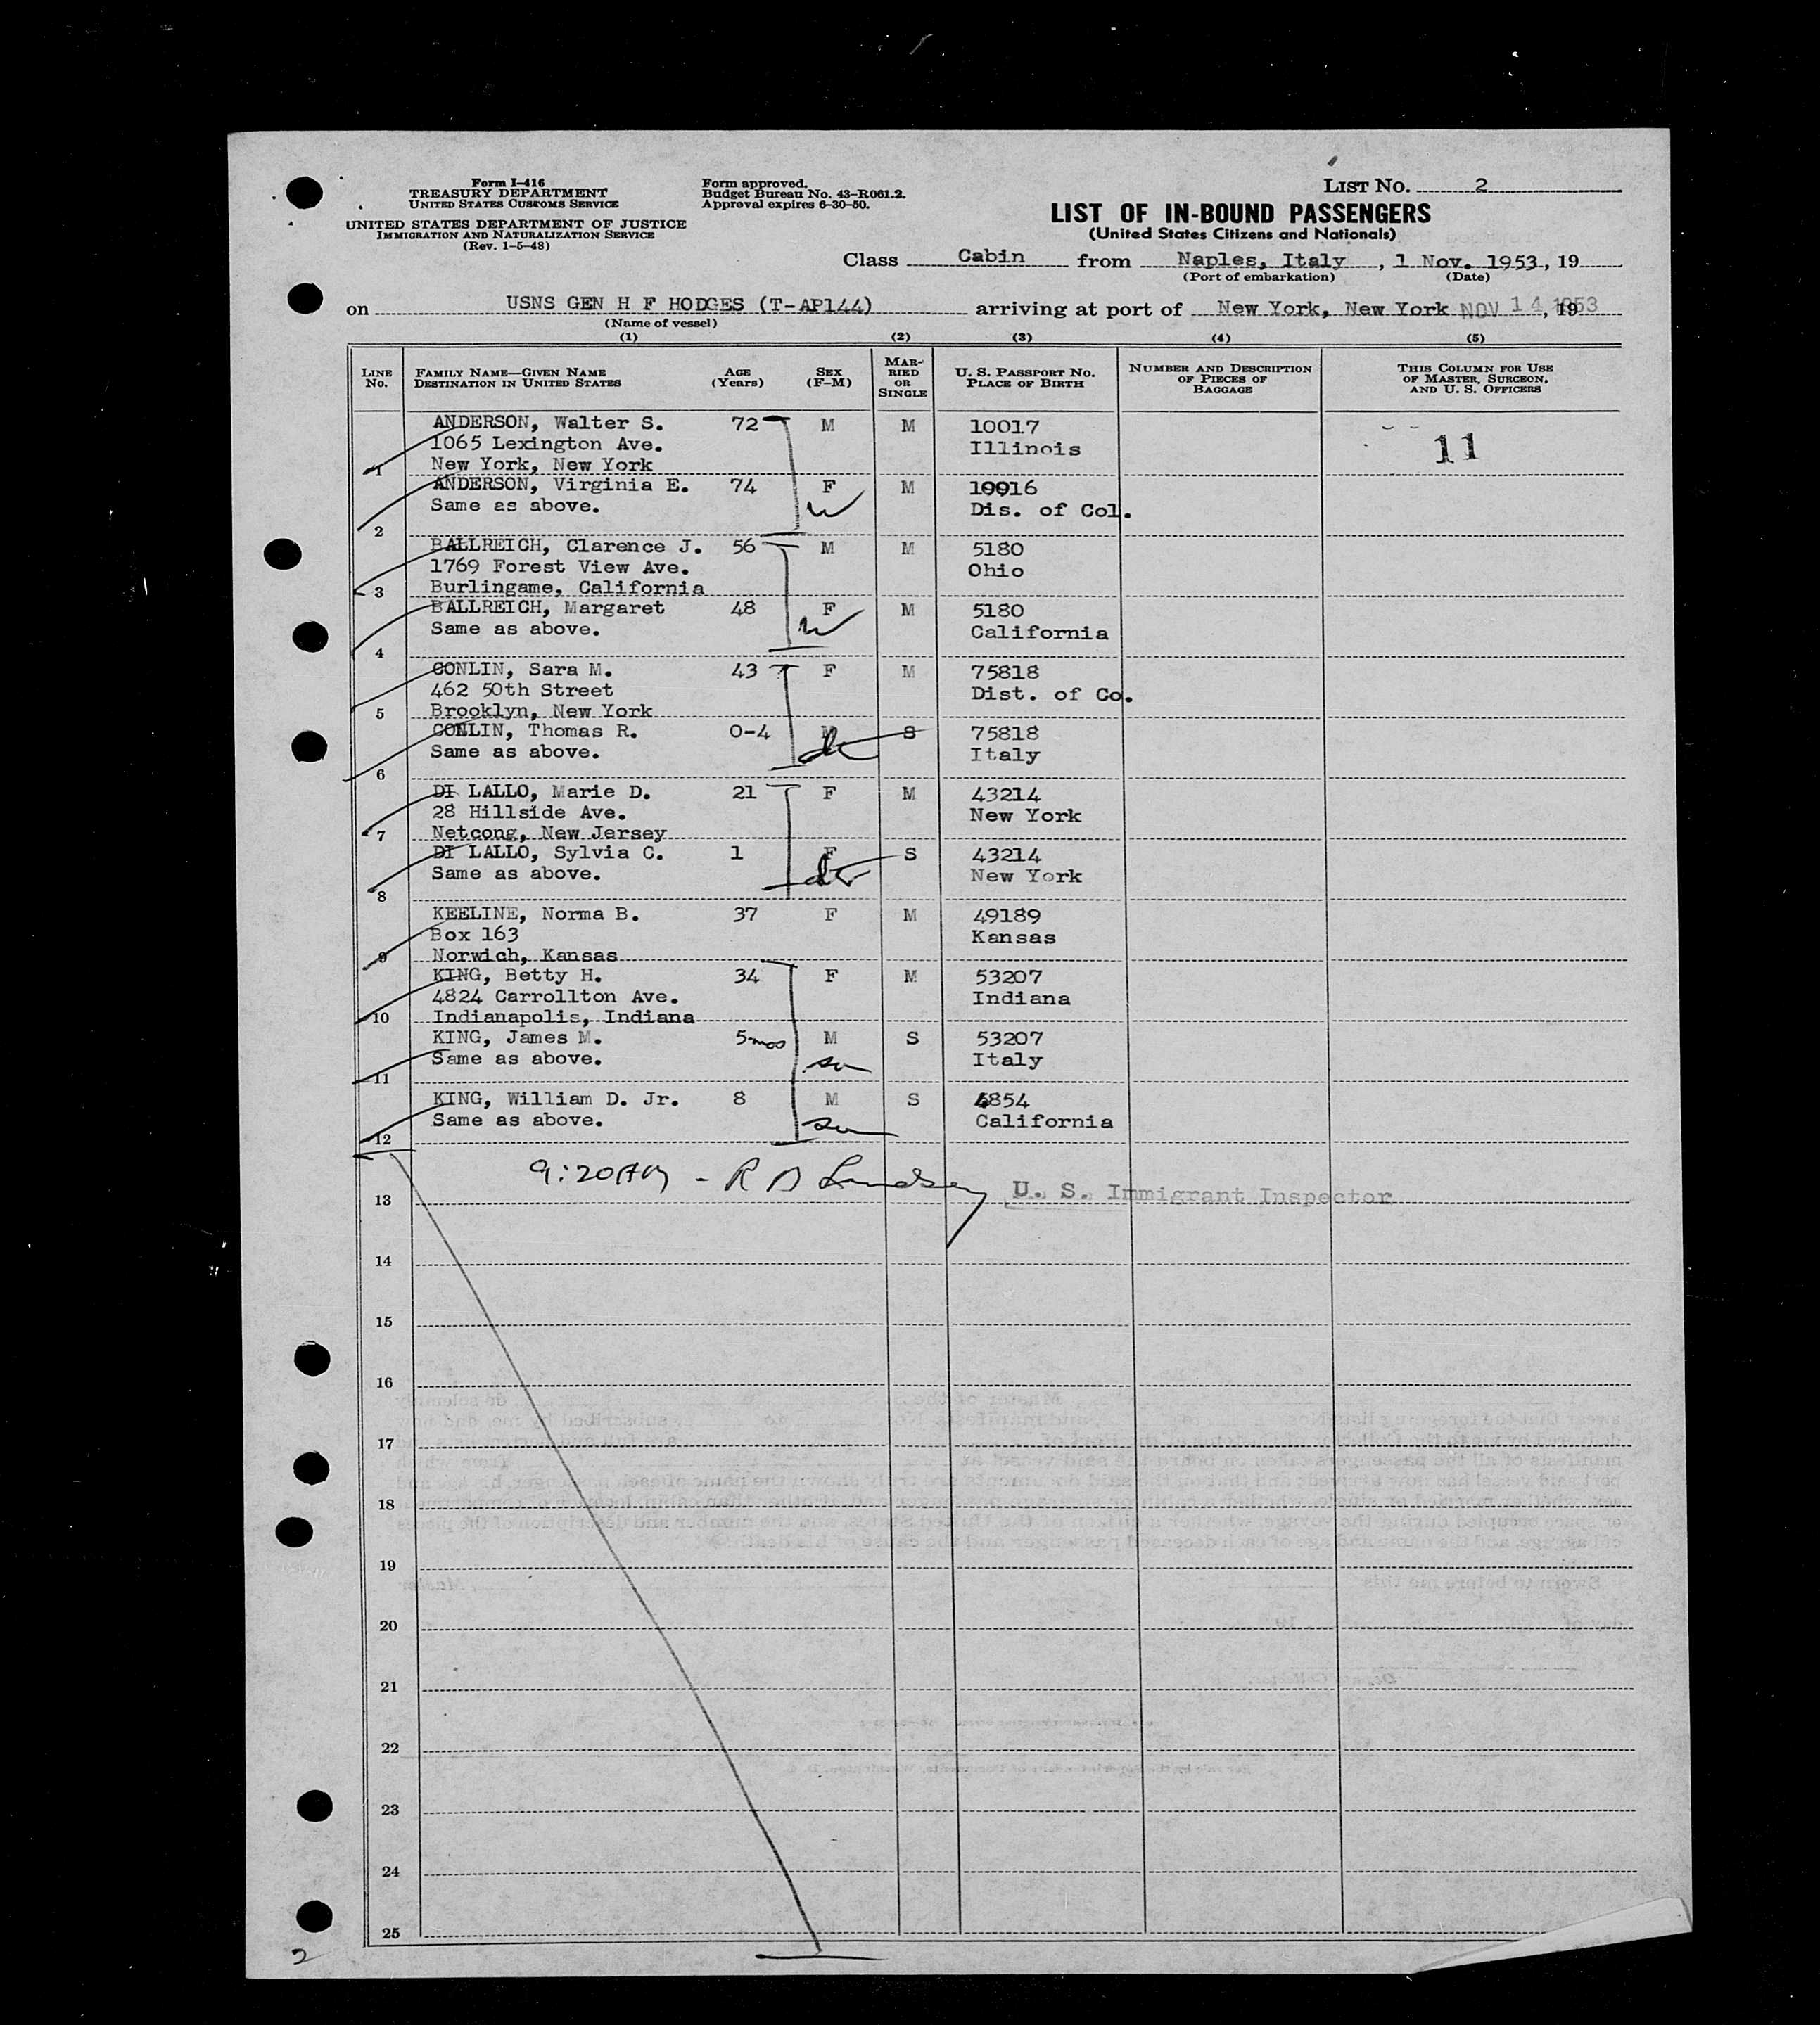 Form I-416
TREASURY DEPARTMENT
UNITED STATES CUSTOMS SERVICE
UNITED STATES DEPARTMENT OF JUSTICE
IMMIGRATION AND NATURALIZATION SERVICE
(Rev. 1-5-48)
Form approved.
Budget Bureau No. 43-R061.2.
Approval expires 6-30-50.
LIST NO. 2
LIST OF IN-BOUND PASSENGERS
(United States Citizens and Nationals)
Class Cabin from Naples, Italy, 1 Nov. 1953, 19
(Port of embarkation) (Date)
on USNS GEN H F HODGES (T-AP144) arriving at port of New York, New York NOV 14 1953, 19
(Name of vessel)
(1) (2) (3) (4) (5)
LINE NO. FAMILY NAME—GIVEN NAME DESTINATION IN UNITED STATES AGE (Years) SEX (F-M) MARRIED OR SINGLE U. S. PASSPORT NO. PLACE OF BIRTH NUMBER AND DESCRIPTION OF PIECES OF BAGGAGE THIS COLUMN FOR USE OF MASTER, SURGEON, AND U. S. OFFICERS
ANDERSON, Walter S. 72 M M 10017
1065 Lexington Ave. Illinois 11
1 New York, New York
ANDERSON, Virginia E. 74 F M 10016
Same as above. W Dis. of Col.
2
BALLREICH, Clarence J. 56 M M 5180
1769 Forest View Ave. Ohio
3 Burlingame, California
BALLREICH, Margaret 48 F M 5180
Same as above. W California
4
CONLIN, Sara M. 43 F M 75818
462 50th Street Dist. of Co.
5 Brooklyn, New York
CONLIN, Thomas R. 0-4 M S 75818
Same as above. Italy
6
DI LALLO, Marie D. 21 F M 43214
28 Hillside Ave. New York
7 Netcong, New Jersey
DI LALLO, Sylvia C. 1 F S 43214
Same as above. New York
8
KEELINE, Norma B. 37 F M 49189
Box 163 Kansas
9 Norwich, Kansas
KING, Betty H. 34 F M 53207
4824 Carrollton Ave. Indiana
10 Indianapolis, Indiana
KING, James M. 5 mos M S 53207
Same as above. son Italy
11
KING, William D. Jr. 8 M S 6854
Same as above. son California
12
9:20AM - R D Lindsey U. S. Immigrant Inspector
13
14
15
16
17
18
19
20
21
22
23
24
25
2